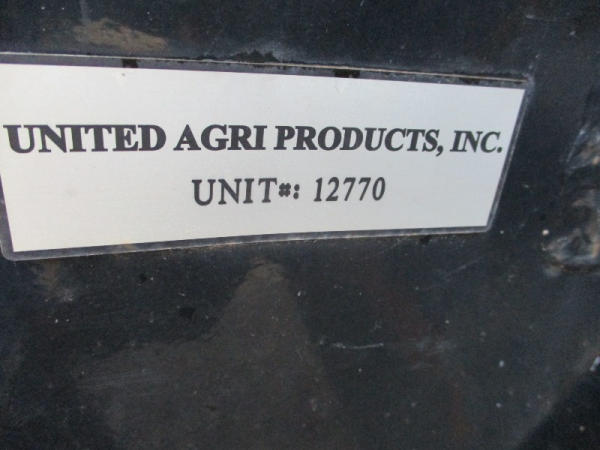 UNITED AGRI PRODUCTS, INC.
UNIT#: 12770